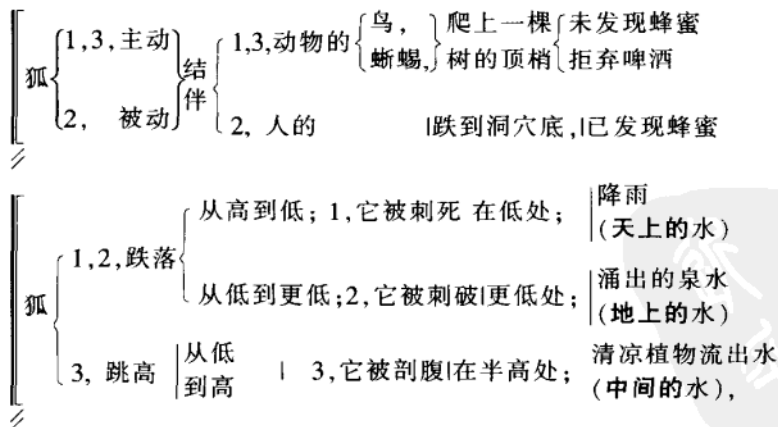 1,3,主动 1,3,动物的 鸟， 爬上一棵 未发现蜂蜜
狐 结伴 蜥蜴, 树的顶梢 拒弃啤酒
2, 被动 2, 人的 |跌到洞穴底,|已发现蜂蜜
从高到低; 1,它被刺死 在低处; 降雨
1,2,跌落 (天上的水)
狐 从低到更低;2,它被刺破|更低处; 涌出的泉水
(地上的水)
3, 跳高 从低 | 3,它被剖腹|在半高处; 清凉植物流出水
到高 (中间的水),